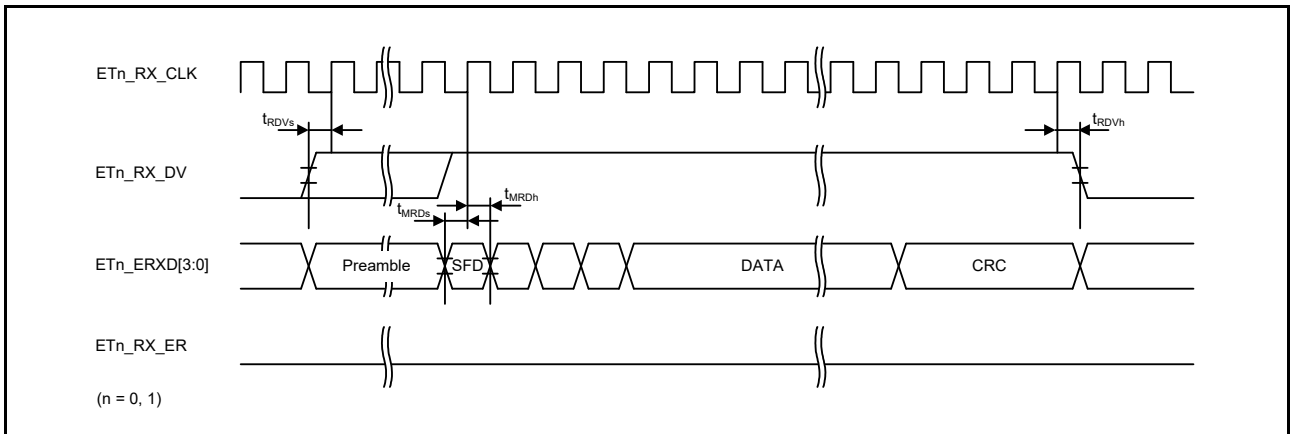 ETn_RX_CLK
tRDVs
tRDVh
ETn_RX_DV
tMRDs
tMRDh
ETn_ERXD[3:0]
Preamble
SFD
DATA
CRC
ETn_RX_ER
(n = 0, 1)